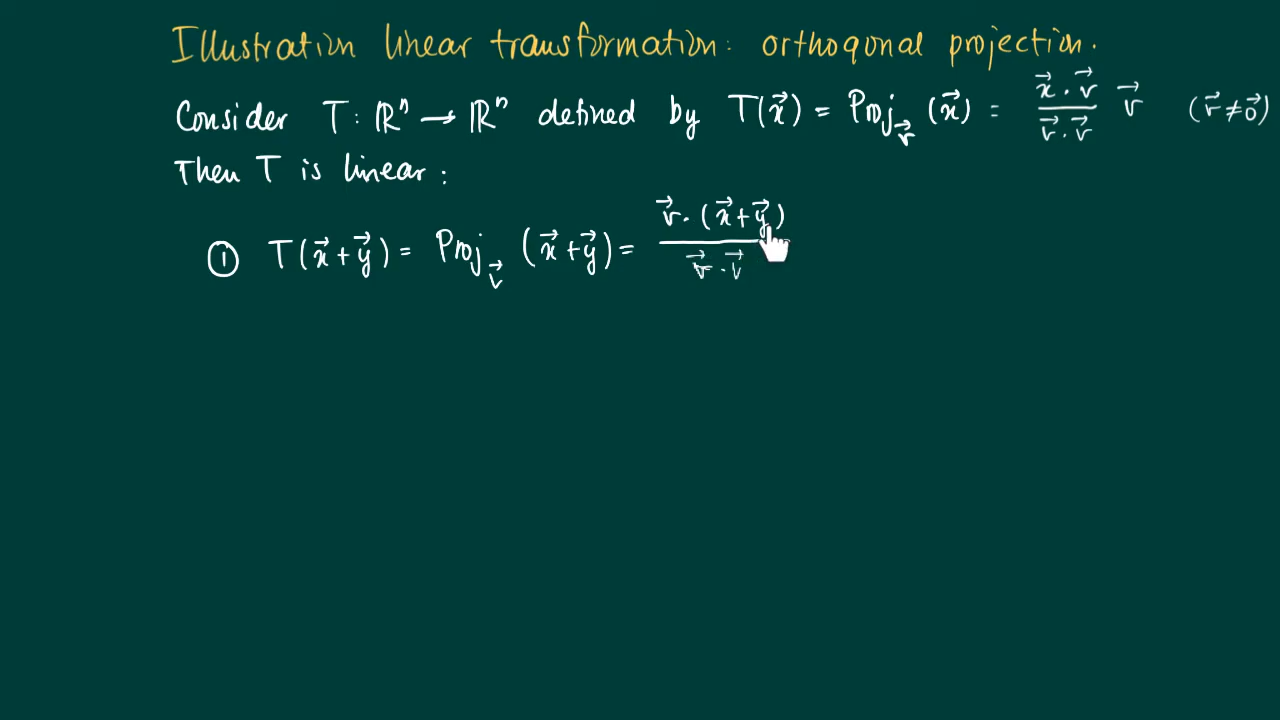 Illustration linear transformation: orthogonal projection.
Consider T: ℝⁿ → ℝⁿ defined by T(x⃗) = Proj_v⃗ (x⃗) = (x⃗ · v⃗)/(v⃗ · v⃗) v⃗ (v⃗ ≠ 0⃗)
Then T is linear:
① T(x⃗ + y⃗) = Proj_v⃗ (x⃗ + y⃗) = (v⃗ · (x⃗ + y⃗))/(v⃗ · v⃗)